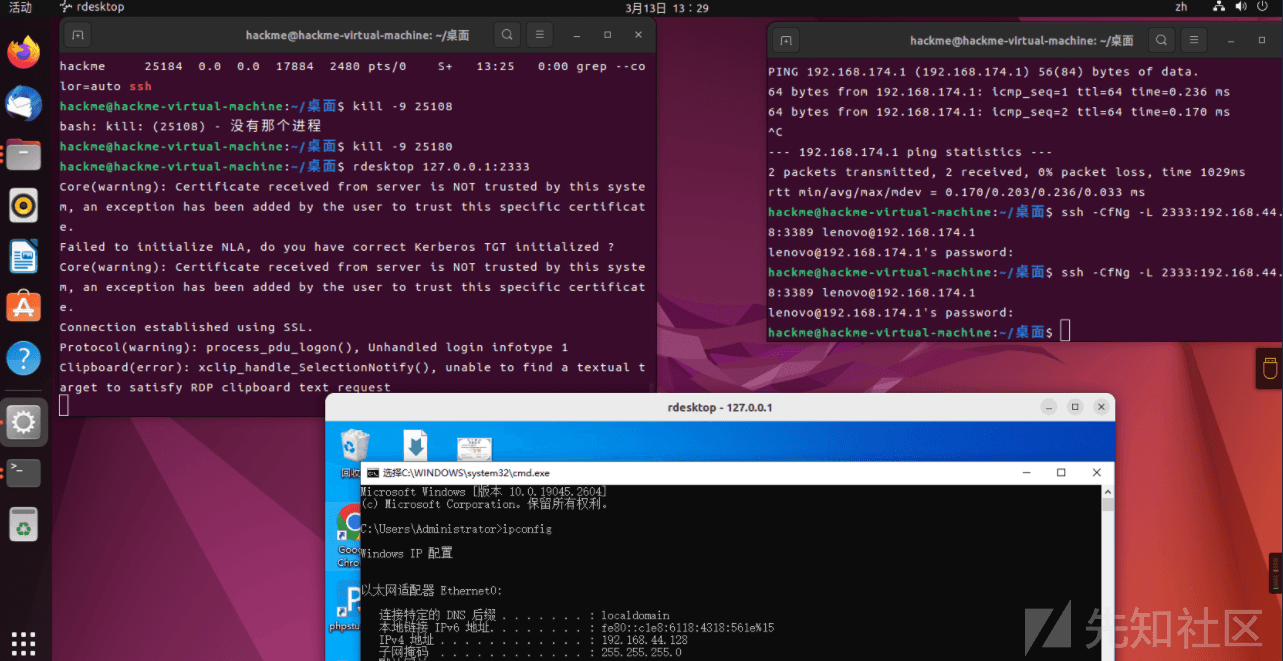 活动
rdesktop
3月13日 13：29
zh
hackme@hackme-virtual-machine: ~/桌面
hackme     25184  0.0  0.0  17884  2480 pts/0    S+   13:25   0:00 grep --co
lor=auto ssh
hackme@hackme-virtual-machine:~/桌面$ kill -9 25108
bash: kill: (25108) - 没有那个进程
hackme@hackme-virtual-machine:~/桌面$ kill -9 25180
hackme@hackme-virtual-machine:~/桌面$ rdesktop 127.0.0.1:2333
Core(warning): Certificate received from server is NOT trusted by this syste
m, an exception has been added by the user to trust this specific certificat
e.
Failed to initialize NLA, do you have correct Kerberos TGT initialized ?
Core(warning): Certificate received from server is NOT trusted by this syste
m, an exception has been added by the user to trust this specific certificat
e.
Connection established using SSL.
Protocol(warning): process_pdu_logon(), Unhandled login infotype 1
Clipboard(error): xclip_handle_SelectionNotify(), unable to find a textual t
arget to satisfy RDP clipboard text request
hackme@hackme-virtual-machine: ~/桌面
PING 192.168.174.1 (192.168.174.1) 56(84) bytes of data.
64 bytes from 192.168.174.1: icmp_seq=1 ttl=64 time=0.236 ms
64 bytes from 192.168.174.1: icmp_seq=2 ttl=64 time=0.170 ms
^C
--- 192.168.174.1 ping statistics ---
2 packets transmitted, 2 received, 0% packet loss, time 1029ms
rtt min/avg/max/mdev = 0.170/0.203/0.236/0.033 ms
hackme@hackme-virtual-machine:~/桌面$ ssh -CfNg -L 2333:192.168.44.
8:3389 lenovo@192.168.174.1
lenovo@192.168.174.1's password:
hackme@hackme-virtual-machine:~/桌面$ ssh -CfNg -L 2333:192.168.44.
8:3389 lenovo@192.168.174.1
lenovo@192.168.174.1's password:
hackme@hackme-virtual-machine:~/桌面$
rdesktop - 127.0.0.1
回收
Goo
Chro
phpstu
选择C:\WINDOWS\system32\cmd.exe
Microsoft Windows [版本 10.0.19045.2604]
(c) Microsoft Corporation。保留所有权利。
C:\Users\Administrator>ipconfig
Windows IP 配置
以太网适配器 Ethernet0:
连接特定的 DNS 后缀 . . . . . . . : localdomain
本地链接 IPv6 地址. . . . . . . . : fe80::c1e8:6118:4318:561e%15
IPv4 地址 . . . . . . . . . . . . : 192.168.44.128
子网掩码  . . . . . . . . . . . . : 255.255.255.0
先知社区